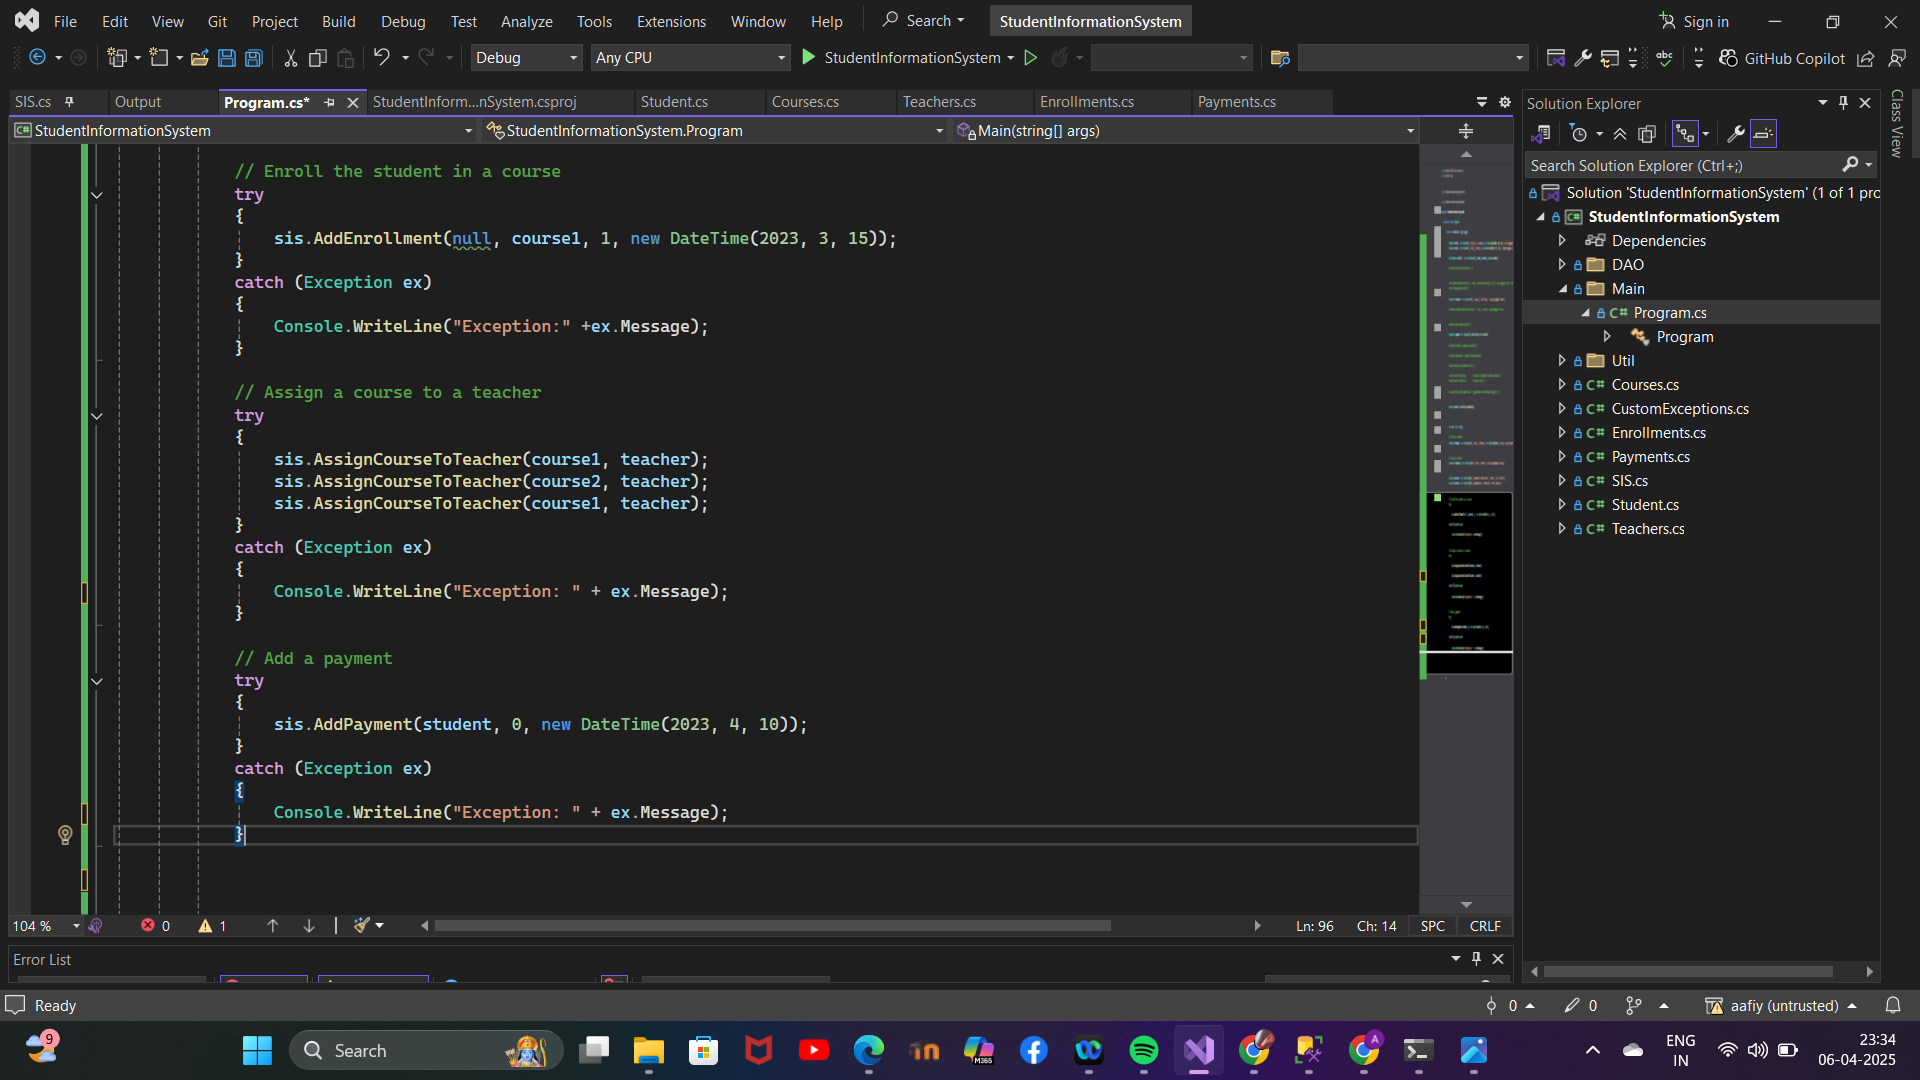 File Edit View Git Project Build Debug Test Analyze Tools Extensions Window Help Search StudentInformationSystem Sign in
Debug Any CPU StudentInformationSystem abc GitHub Copilot
SIS.cs Output Program.cs* StudentInform...nSystem.csproj Student.cs Courses.cs Teachers.cs Enrollments.cs Payments.cs
C# StudentInformationSystem StudentInformationSystem.Program Main(string[] args)
// Enroll the student in a course
try
{
sis.AddEnrollment(null, course1, 1, new DateTime(2023, 3, 15));
}
catch (Exception ex)
{
Console.WriteLine("Exception:" +ex.Message);
}
// Assign a course to a teacher
try
{
sis.AssignCourseToTeacher(course1, teacher);
sis.AssignCourseToTeacher(course2, teacher);
sis.AssignCourseToTeacher(course1, teacher);
}
catch (Exception ex)
{
Console.WriteLine("Exception: " + ex.Message);
}
// Add a payment
try
{
sis.AddPayment(student, 0, new DateTime(2023, 4, 10));
}
catch (Exception ex)
{
Console.WriteLine("Exception: " + ex.Message);
}
104 % 0 1 Ln: 96 Ch: 14 SPC CRLF
Error List
Solution Explorer
Search Solution Explorer (Ctrl+;)
Solution 'StudentInformationSystem' (1 of 1 pro
C# StudentInformationSystem
Dependencies
DAO
Main
C# Program.cs
Program
Util
C# Courses.cs
C# CustomExceptions.cs
C# Enrollments.cs
C# Payments.cs
C# SIS.cs
C# Student.cs
C# Teachers.cs
Class View
Ready 0 0 aafiy (untrusted)
9 Search M365 A ENG
IN 23:34
06-04-2025